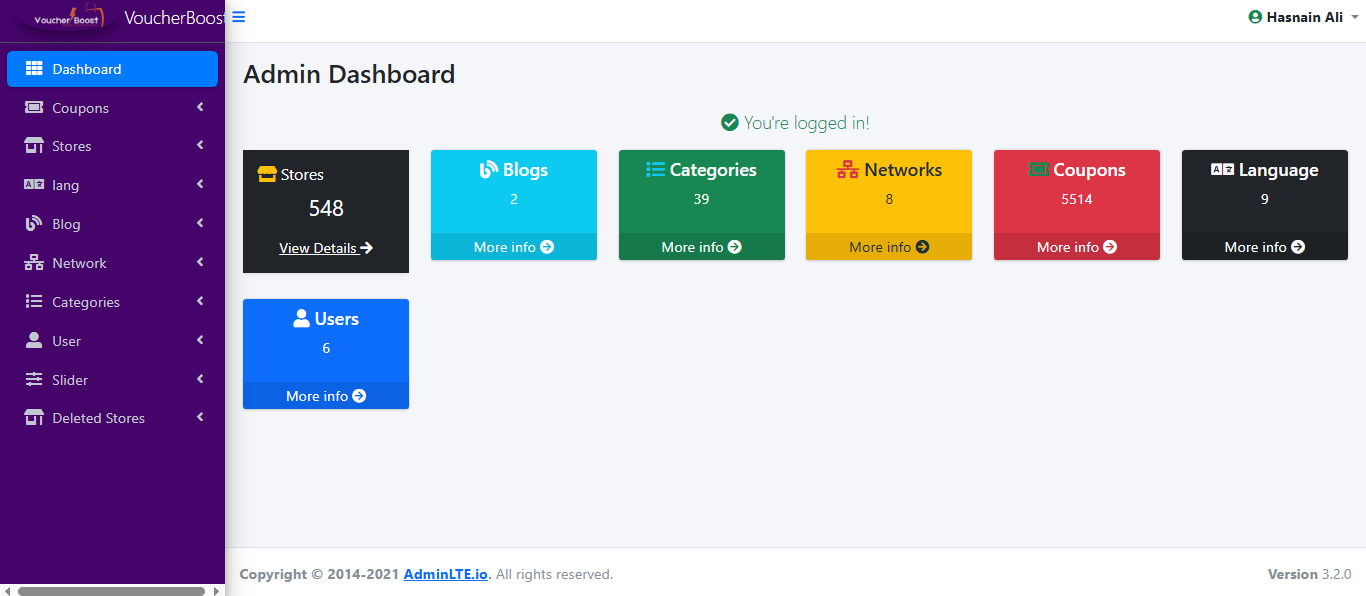 Voucher Boost
VoucherBoost
Hasnain Ali
Dashboard
Coupons
Stores
lang
Blog
Network
Categories
User
Slider
Deleted Stores
Admin Dashboard
You're logged in!
Stores
548
View Details
Blogs
2
More info
Categories
39
More info
Networks
8
More info
Coupons
5514
More info
Language
9
More info
Users
6
More info
Copyright © 2014-2021 AdminLTE.io. All rights reserved.
Version 3.2.0